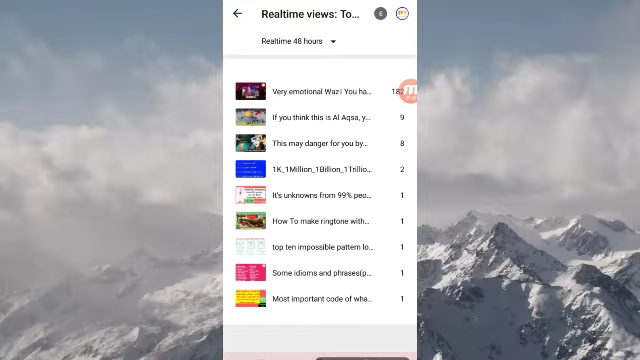 Realtime views: To...
6
Realtime 48 hours
Very emotional Waz। You ha... 182
If you think this is Al Aqsa, y... 9
This may danger for you by... 8
1K_1Million_1Billion_1Trillio... 2
It's unknowns from 99% peo... 1
How To make ringtone with... 1
top ten impossible pattern lo... 1
Some idioms and phrases(p... 1
Most important code of wha... 1